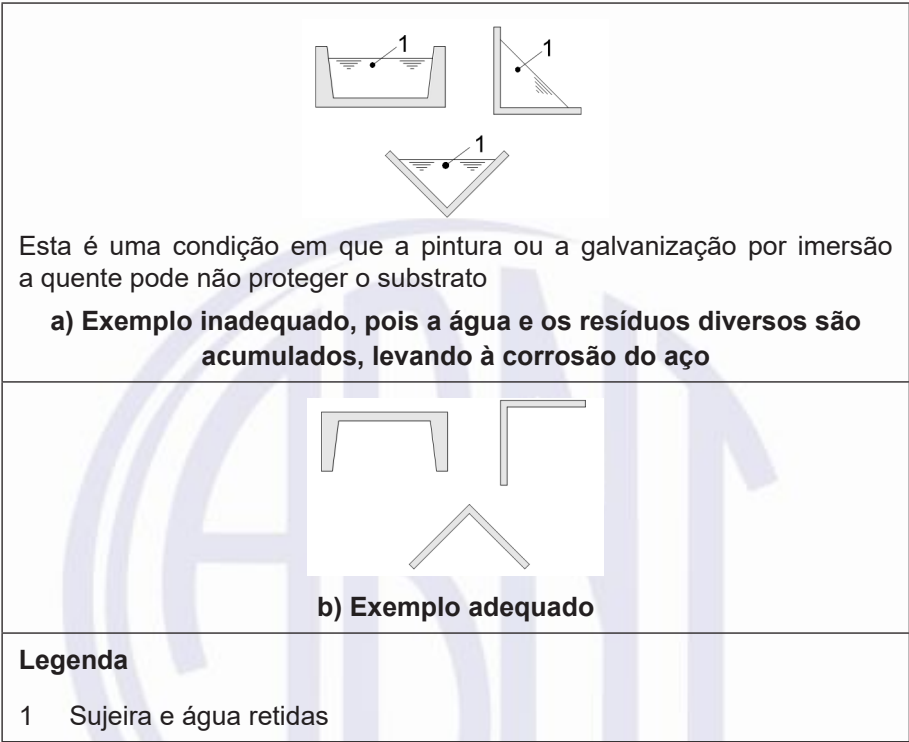 1
1
1
Esta é uma condição em que a pintura ou a galvanização por imersão
a quente pode não proteger o substrato
a) Exemplo inadequado, pois a água e os resíduos diversos são
acumulados, levando à corrosão do aço
b) Exemplo adequado
Legenda
1 Sujeira e água retidas
ABNT